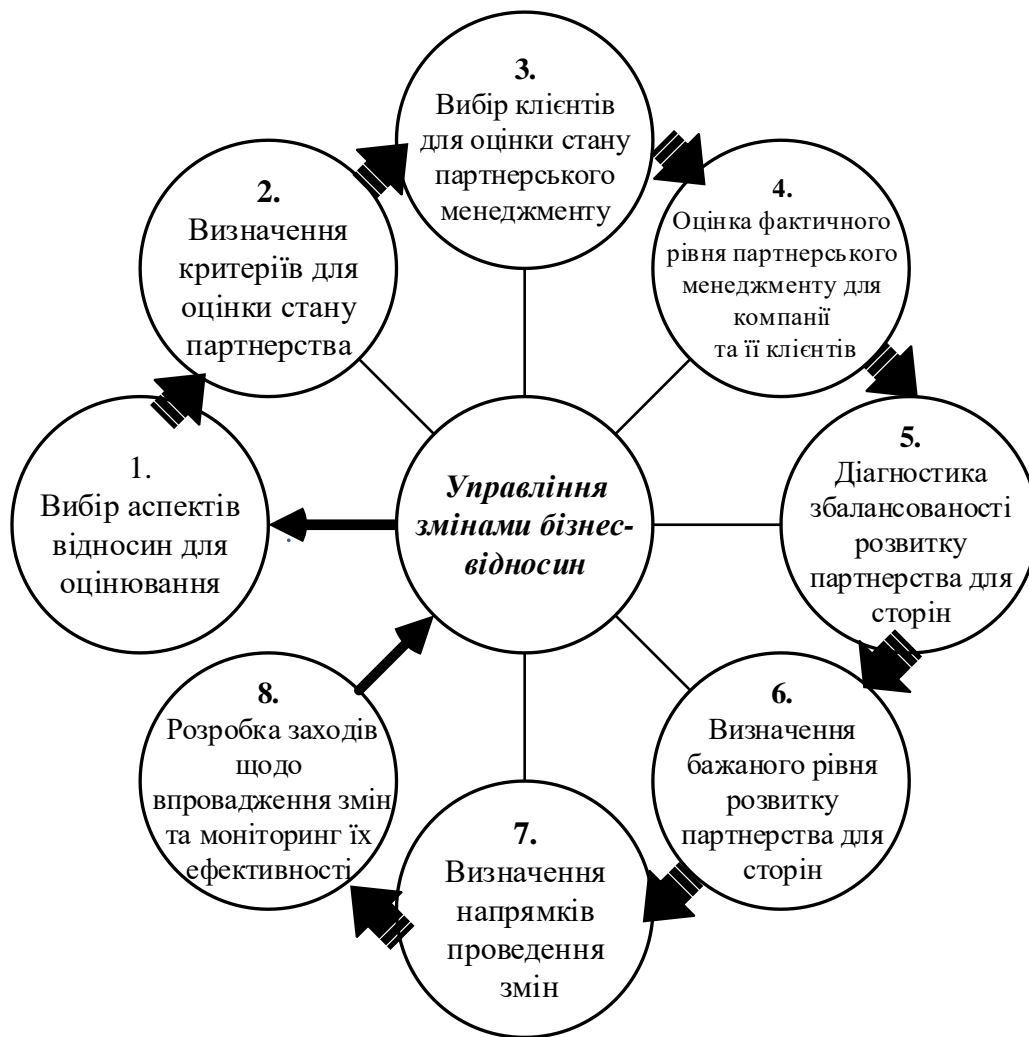 1.
Вибір аспектів
відносин для
оцінювання
2.
Визначення
критеріїв для
оцінки стану
партнерства
3.
Вибір клієнтів
для оцінки стану
партнерського
менеджменту
4.
Оцінка фактичного
рівня партнерського
менеджменту для
компанії
та її клієнтів
5.
Діагностика
збалансованості
розвитку
партнерства для
сторін
6.
Визначення
бажаного рівня
розвитку
партнерства для
сторін
7.
Визначення
напрямків
проведення
змін
8.
Розробка заходів
щодо
впровадження змін
та моніторинг їх
ефективності
Управління
змінами бізнес-
відносин